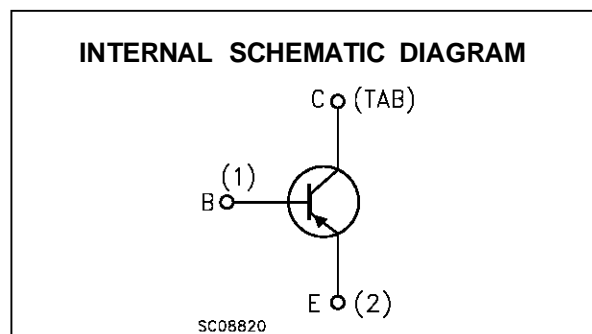 INTERNAL SCHEMATIC DIAGRAM
C (TAB)
(1)
B
E (2)
SC08820